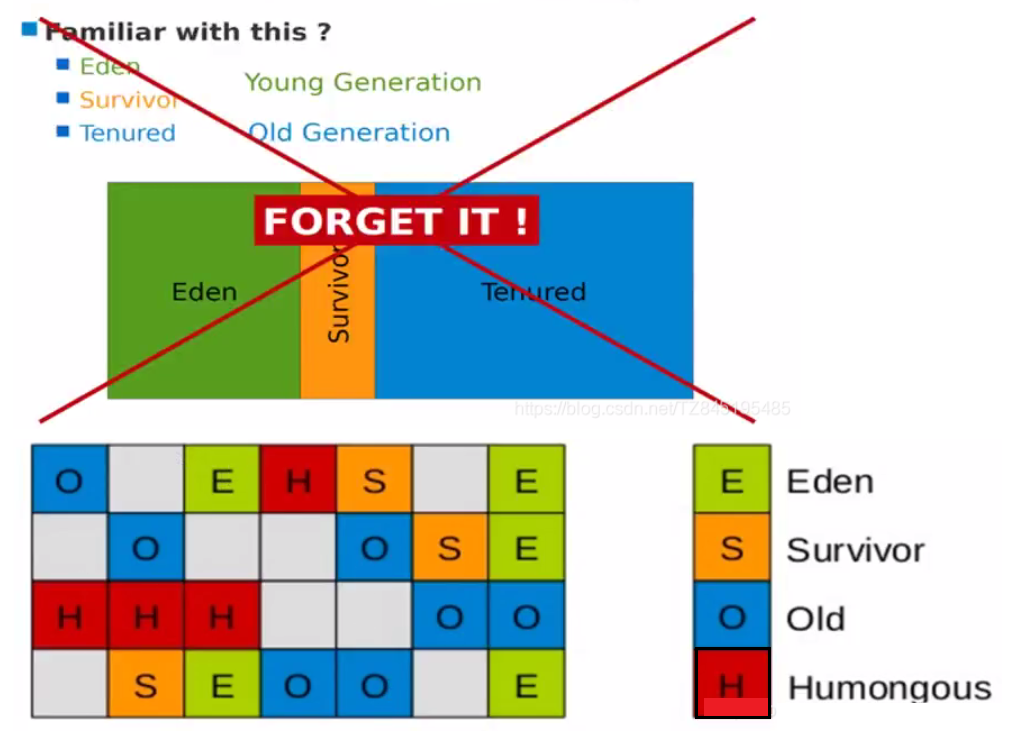 Familiar with this ?
Eden
Survivor
Young Generation
Tenured
Old Generation
FORGET IT !
Eden
Survivor
Tenured
https://blog.csdn.net/TZ845195485
O E H S E
O O S E
H H H O O
S E O O E
E Eden
S Survivor
O Old
H Humongous